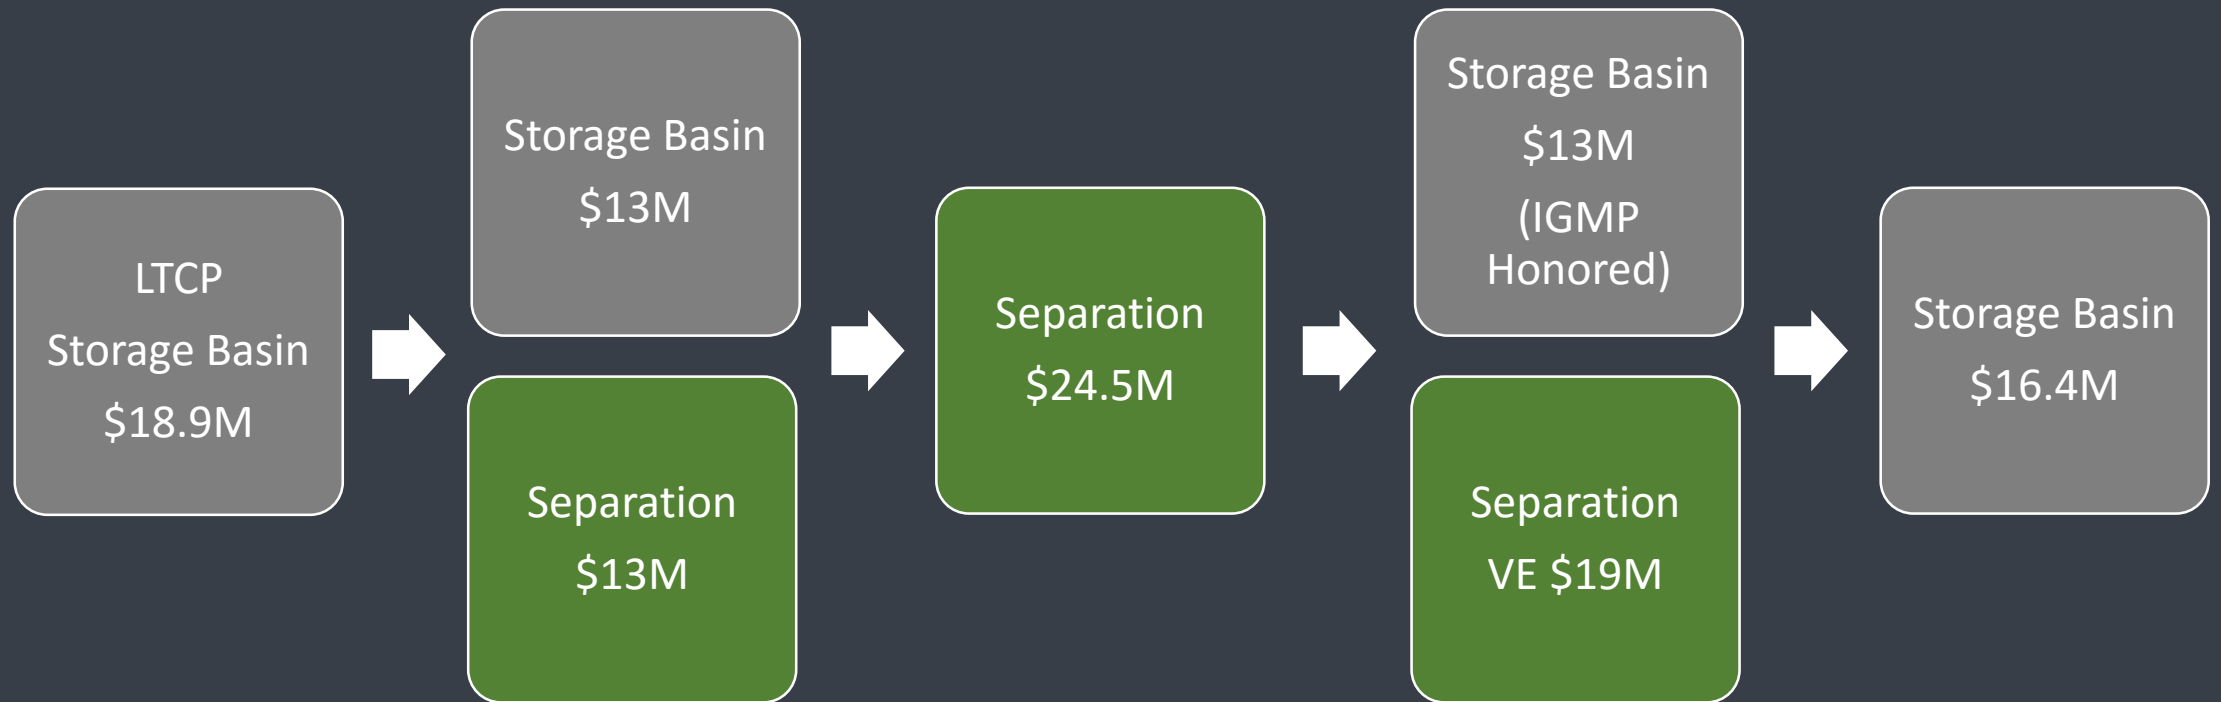 LTCP
Storage Basin
$18.9M
Storage Basin
$13M
Separation
$13M
Separation
$24.5M
Storage Basin
$13M
(IGMP
Honored)
Separation
VE $19M
Storage Basin
$16.4M